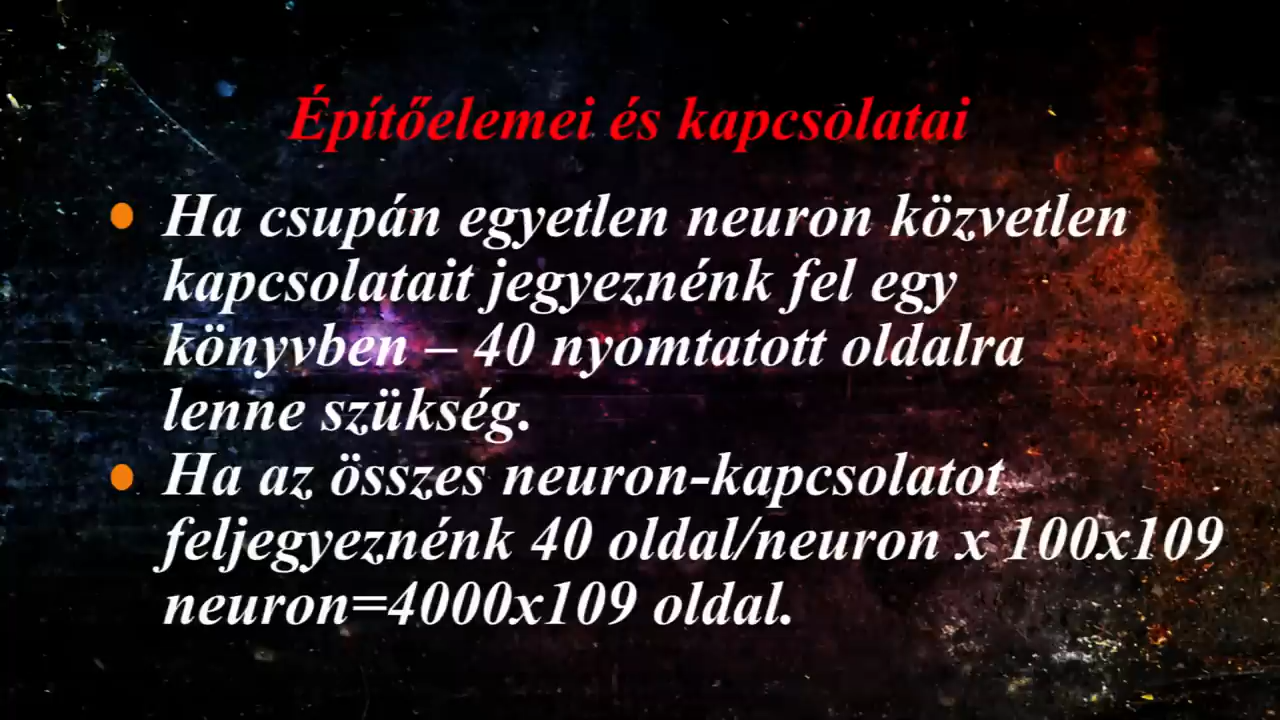 Építőelemei és kapcsolatai
Ha csupán egyetlen neuron közvetlen
kapcsolatait jegyeznénk fel egy
könyvben – 40 nyomtatott oldalra
lenne szükség.
Ha az összes neuron-kapcsolatot
feljegyeznénk 40 oldal/neuron x 100x109
neuron=4000x109 oldal.